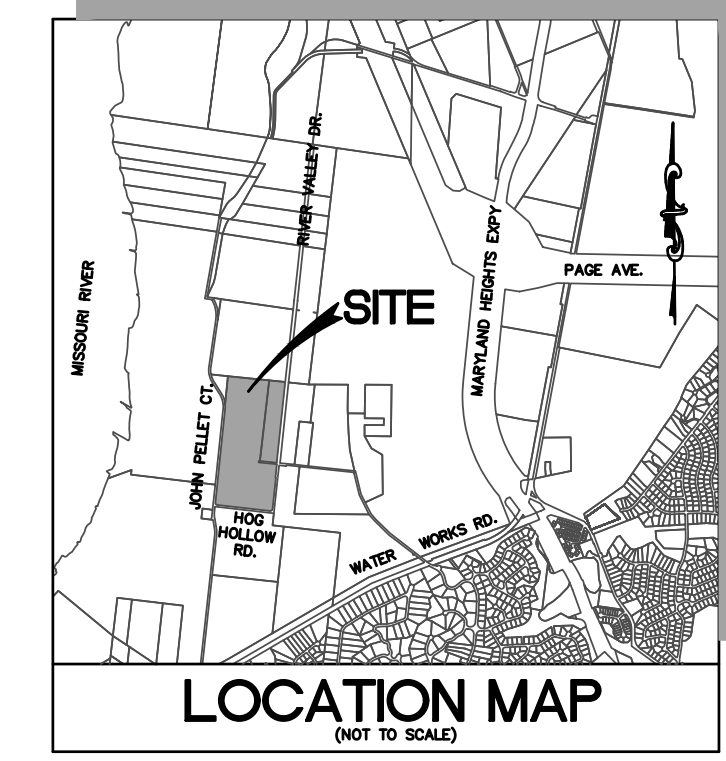 RIVER VALLEY DR.
MARYLAND HEIGHTS EXPY
PAGE AVE.
MISSOURI RIVER
SITE
JOHN PELLET CT.
HOG
HOLLOW
RD.
WATER WORKS RD.
LOCATION MAP
(NOT TO SCALE)